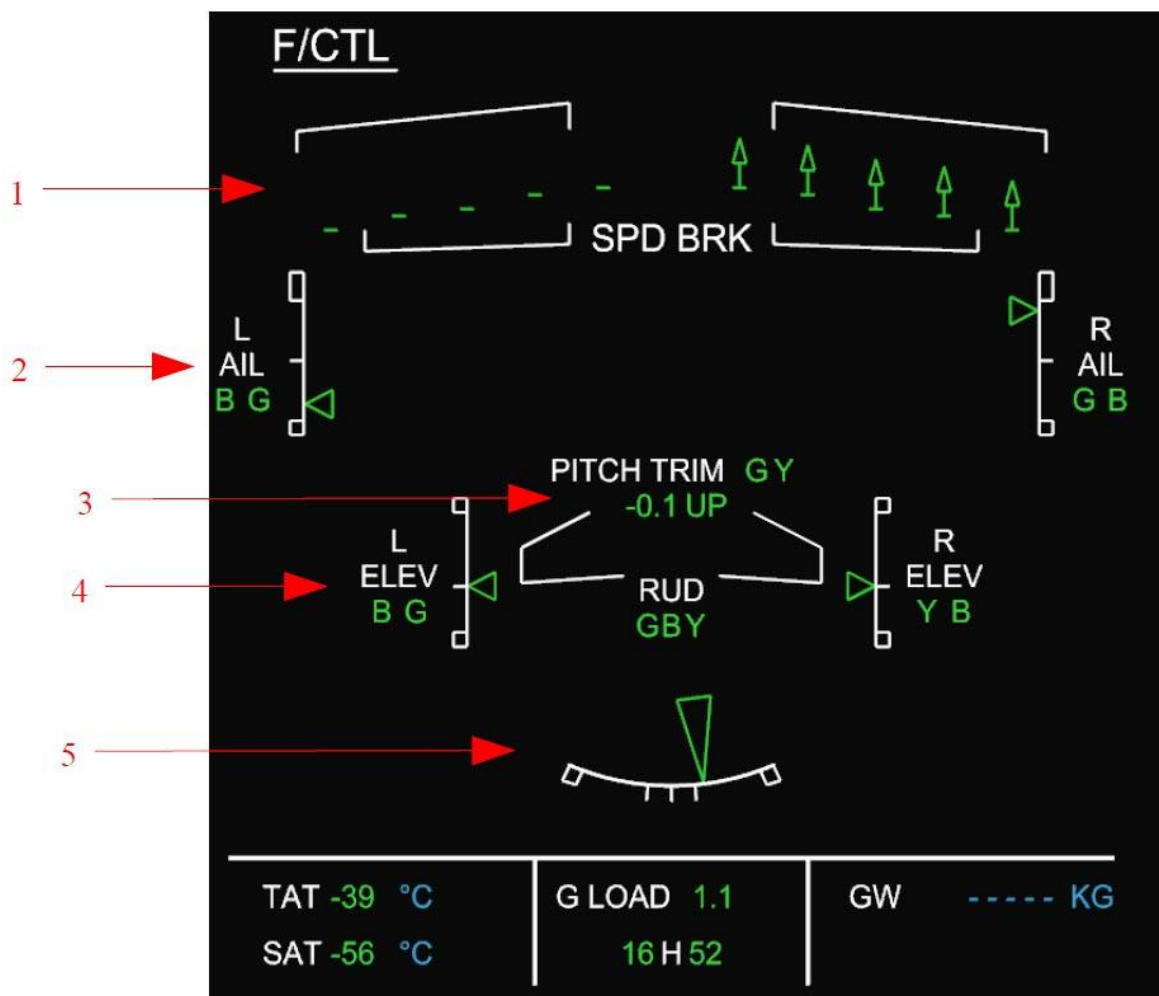 F/CTL
1
SPD BRK
2
L
AIL
B G
R
AIL
G B
3
PITCH TRIM GY
-0.1 UP
4
L
ELEV
B G
RUD
GBY
R
ELEV
Y B
5
TAT -39 °C
SAT -56 °C
G LOAD 1.1
16 H 52
GW ----- KG